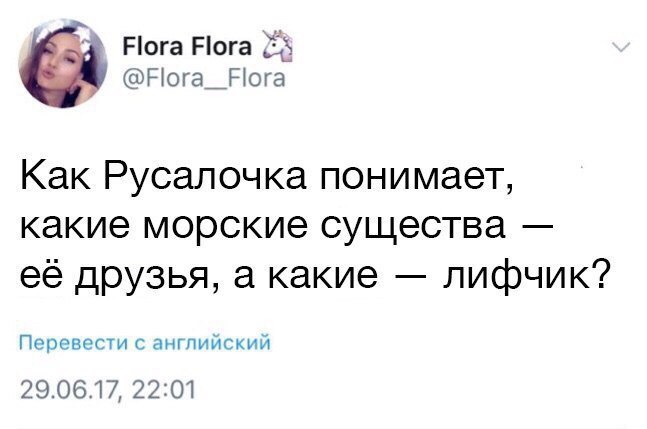 Flora Flora 🦄
@Flora__Flora
Как Русалочка понимает,
какие морские существа —
её друзья, а какие — лифчик?
Перевести с английский
29.06.17, 22:01